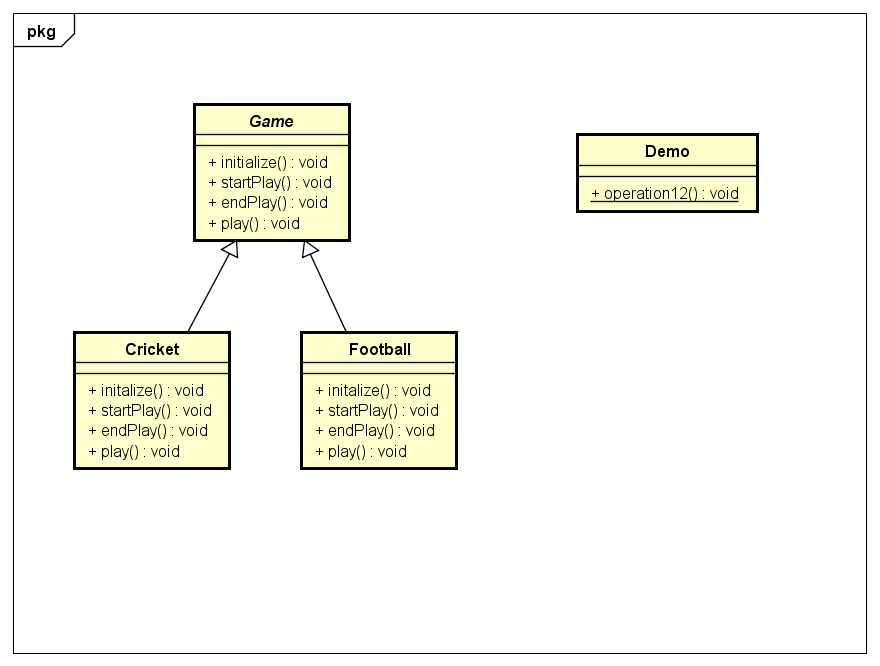 pkg
Game
+ initialize() : void
+ startPlay() : void
+ endPlay() : void
+ play() : void
Demo
+ operation12() : void
Cricket
+ initalize() : void
+ startPlay() : void
+ endPlay() : void
+ play() : void
Football
+ initalize() : void
+ startPlay() : void
+ endPlay() : void
+ play() : void